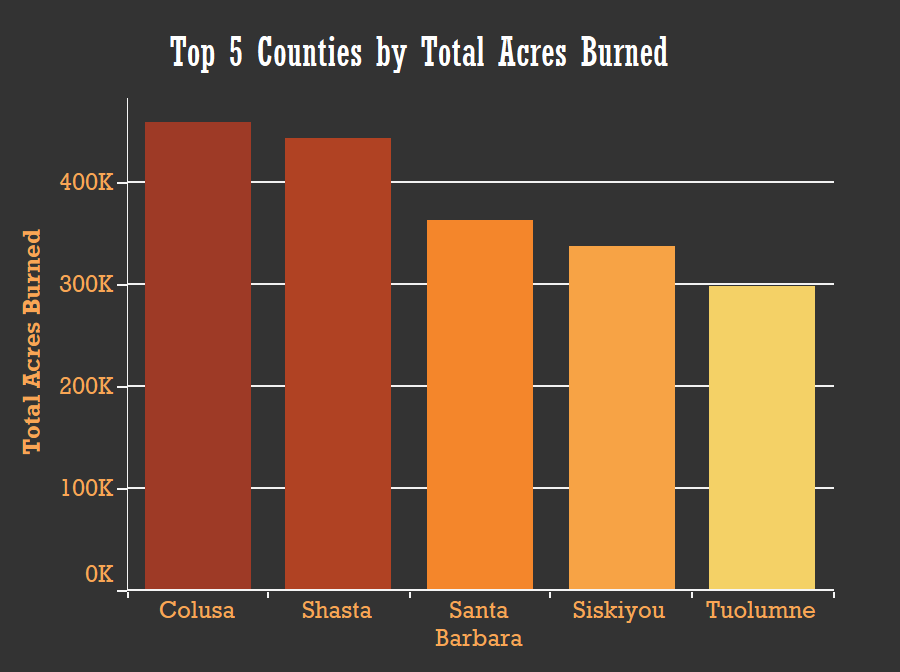 Top 5 Counties by Total Acres Burned
Total Acres Burned
400K
300K
200K
100K
0K
Colusa
Shasta
Santa
Barbara
Siskiyou
Tuolumne